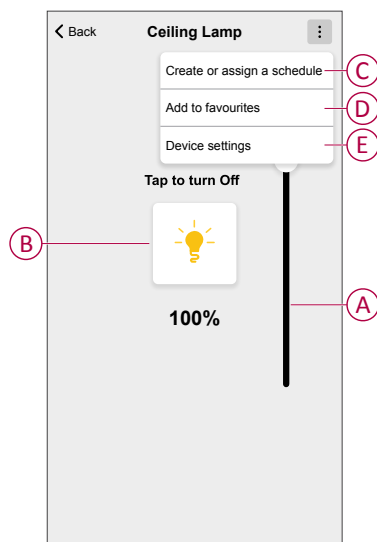 Back Ceiling Lamp
Create or assign a schedule C
Add to favourites D
Device settings E
Tap to turn Off
B
A
100%